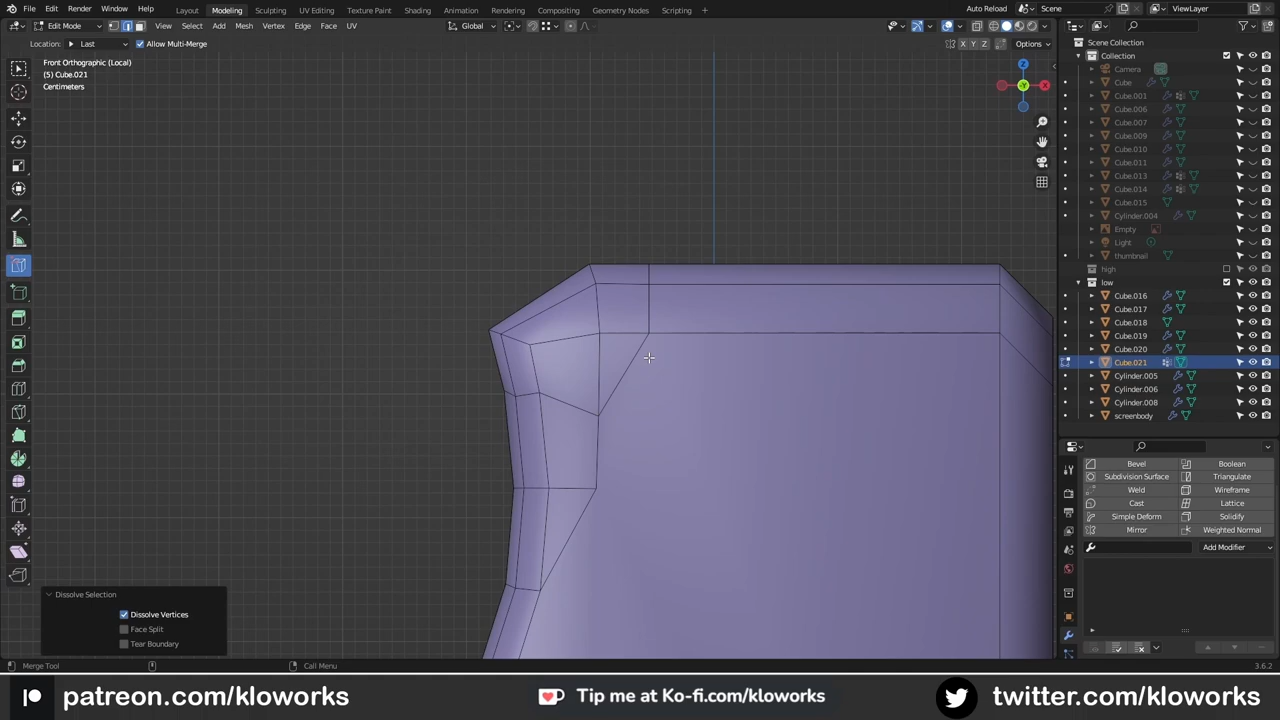 File Edit Render Window Help Layout Modeling Sculpting UV Editing Texture Paint Shading Animation Rendering Compositing Geometry Nodes Scripting + Auto Reload Scene ViewLayer
Edit Mode View Select Add Mesh Vertex Edge Face UV Global
Location: Last Allow Multi-Merge X Y Z Options
Front Orthographic (Local)
(5) Cube.021
Centimeters
Z
Y
X
Scene Collection
Collection
Camera
Cube
Cube.001
Cube.006
Cube.007
Cube.009
Cube.010
Cube.011
Cube.013
Cube.014
Cube.015
Cylinder.004
Empty
Light
thumbnail
high
low
Cube.016
Cube.017
Cube.018
Cube.019
Cube.020
Cube.021
Cylinder.005
Cylinder.006
Cylinder.008
screenbody
Bevel Boolean
Subdivision Surface Triangulate
Weld Wireframe
Cast Lattice
Simple Deform Solidify
Mirror Weighted Normal
Add Modifier
Dissolve Selection
Dissolve Vertices
Face Split
Tear Boundary
Merge Tool Call Menu 3.6.2
patreon.com/kloworks Tip me at Ko-fi.com/kloworks twitter.com/kloworks